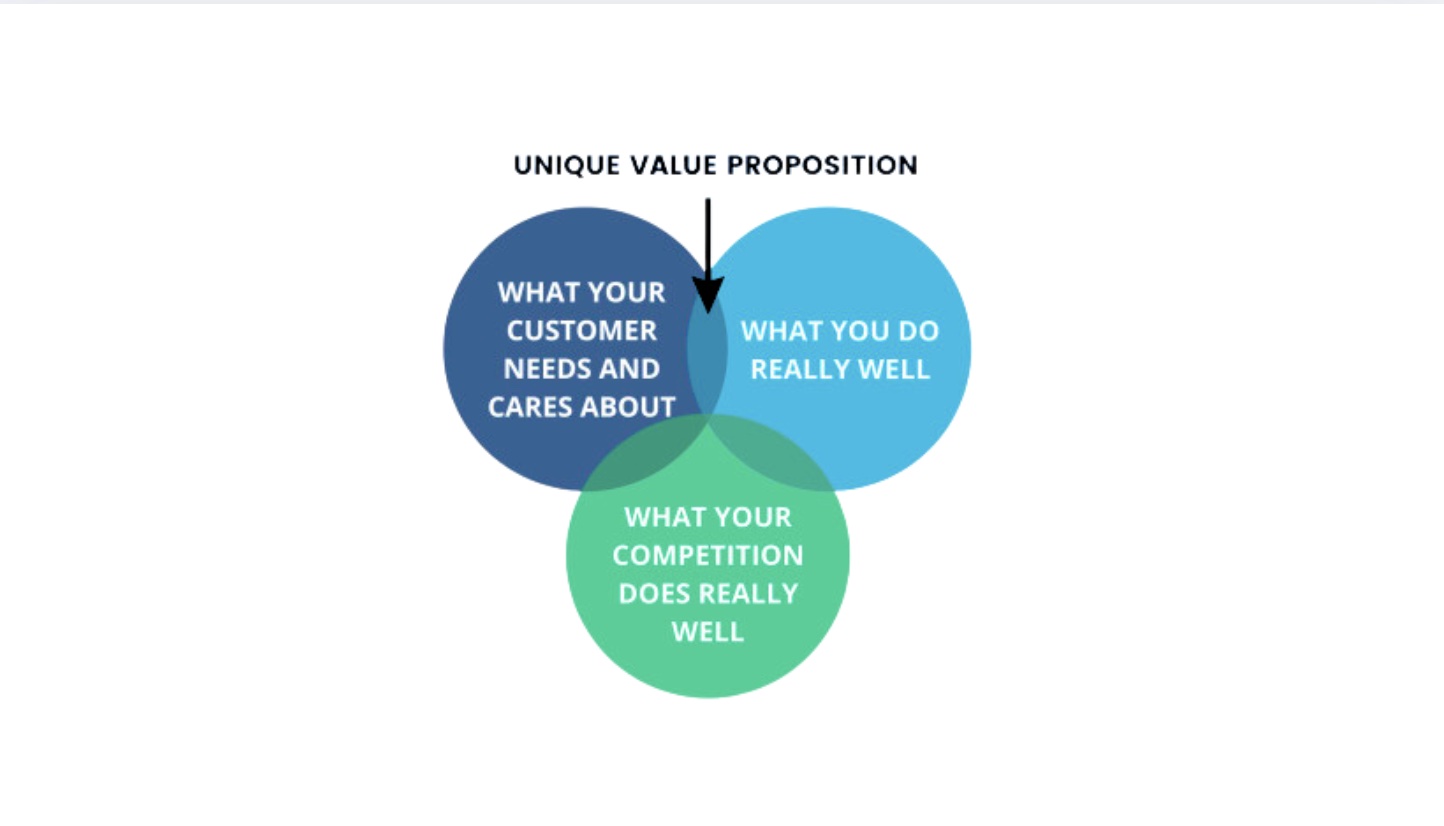 UNIQUE VALUE PROPOSITION
WHAT YOUR
CUSTOMER
NEEDS AND
CARES ABOUT
WHAT YOU DO
REALLY WELL
WHAT YOUR
COMPETITION
DOES REALLY
WELL